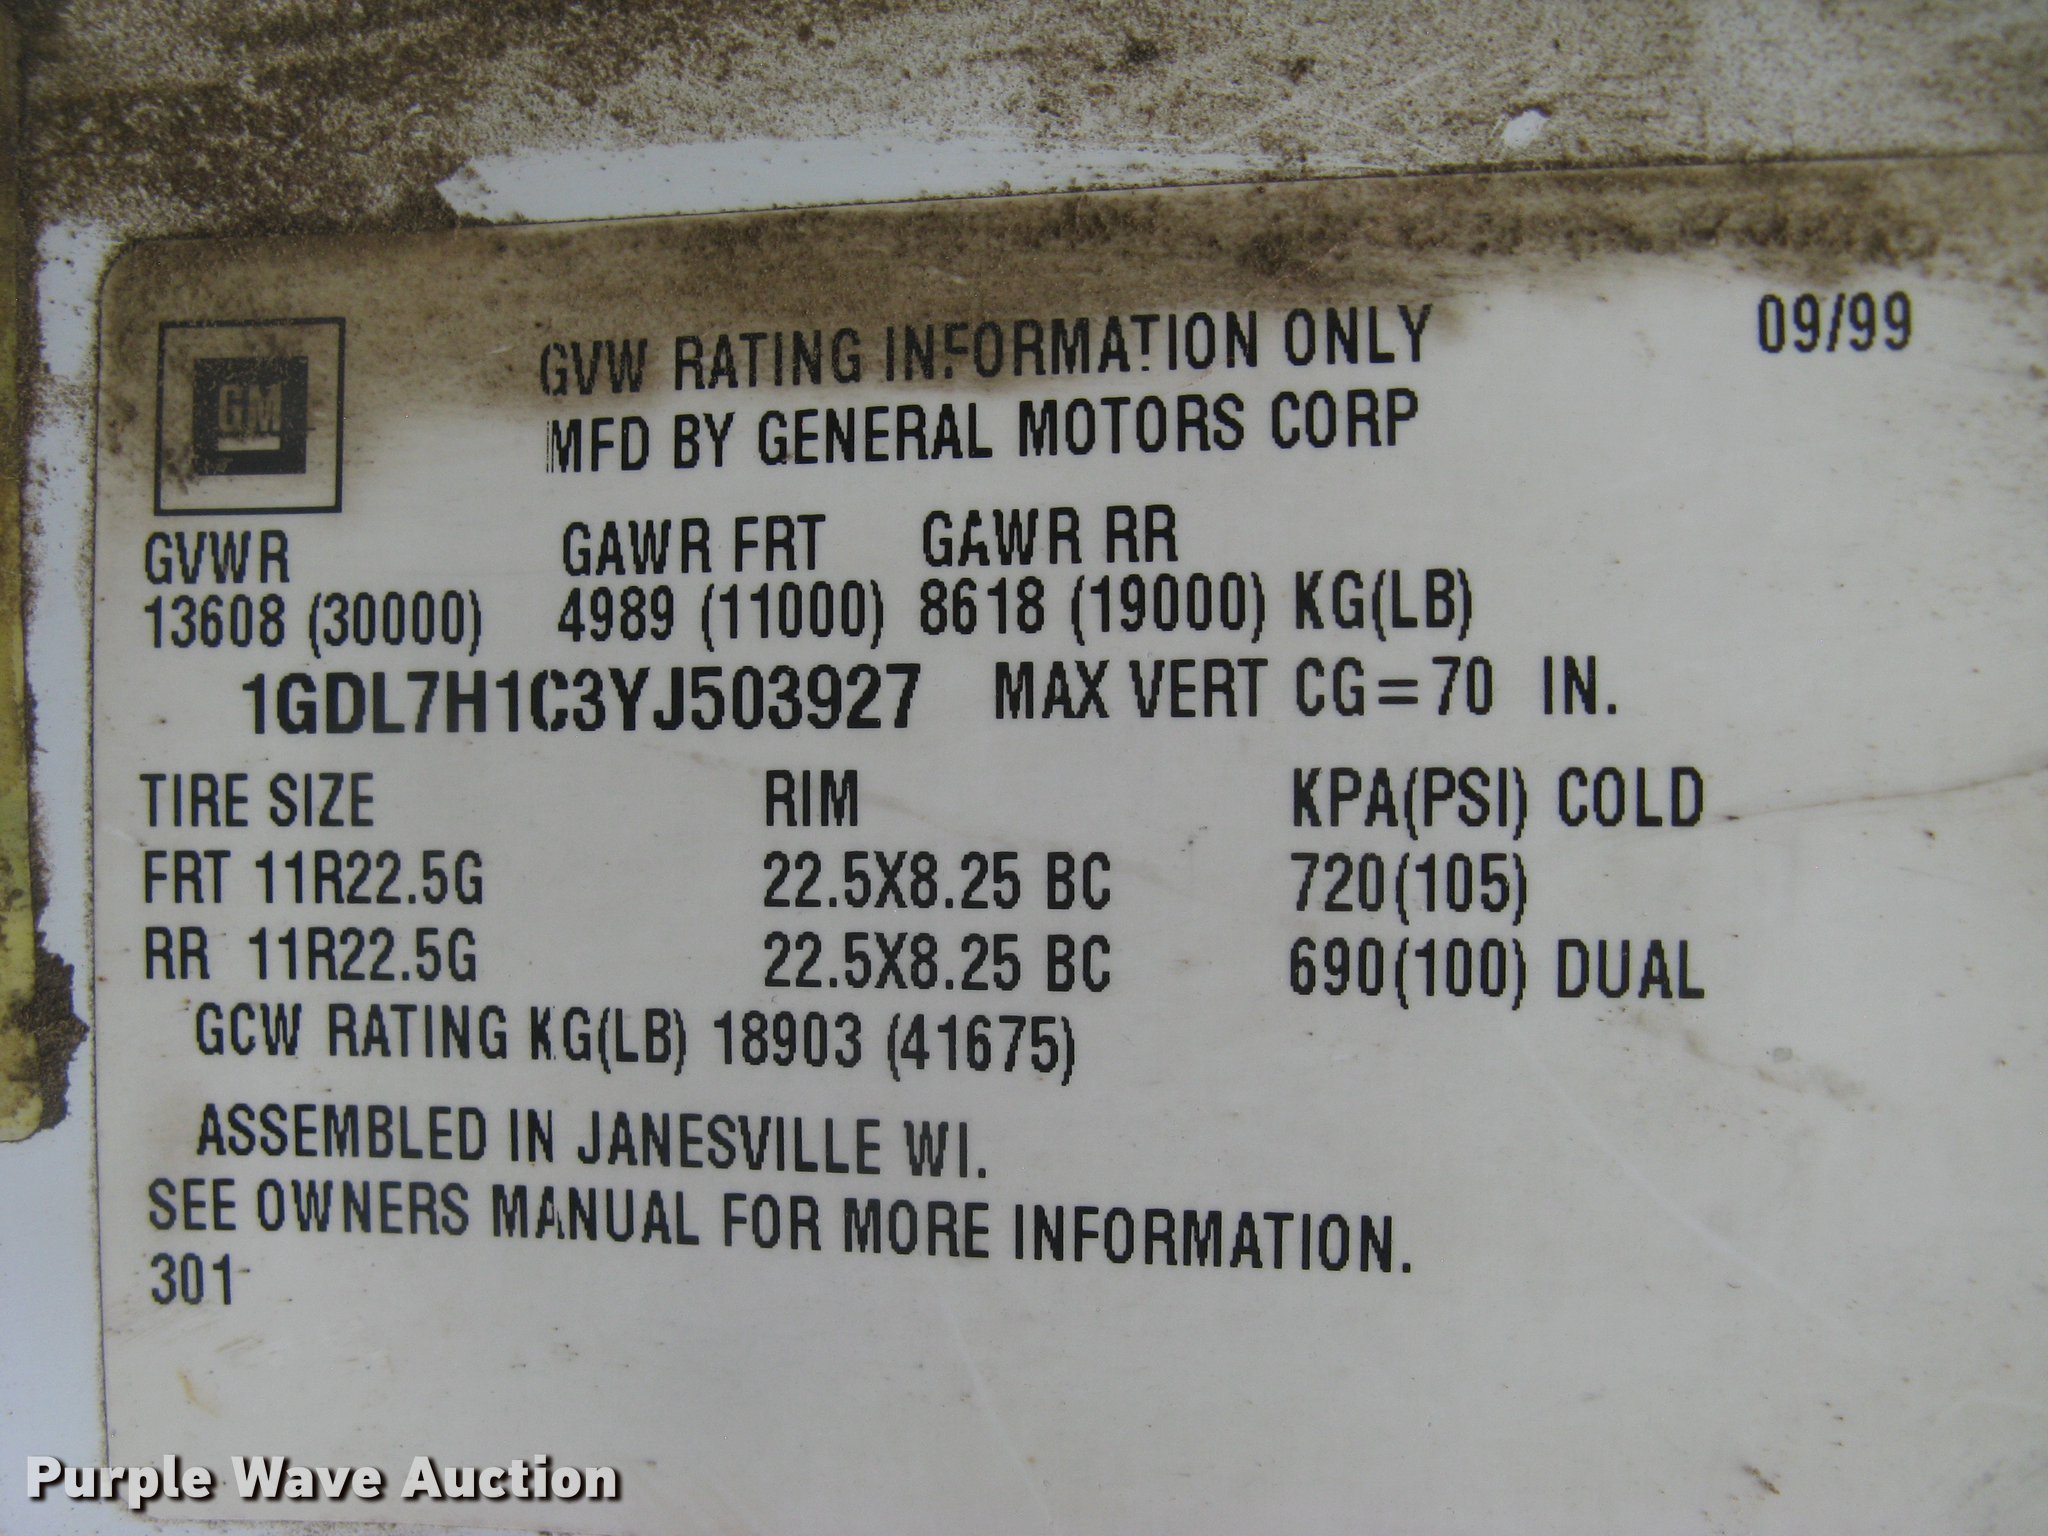 09/99
GM
GVW RATING INFORMATION ONLY
MFD BY GENERAL MOTORS CORP
GVWR GAWR FRT GAWR RR
13608 (30000) 4989 (11000) 8618 (19000) KG(LB)
1GDL7H1C3YJ503927 MAX VERT CG=70 IN.
TIRE SIZE RIM KPA(PSI) COLD
FRT 11R22.5G 22.5X8.25 BC 720(105)
RR 11R22.5G 22.5X8.25 BC 690(100) DUAL
GCW RATING KG(LB) 18903 (41675)
ASSEMBLED IN JANESVILLE WI.
SEE OWNERS MANUAL FOR MORE INFORMATION.
301
Purple Wave Auction